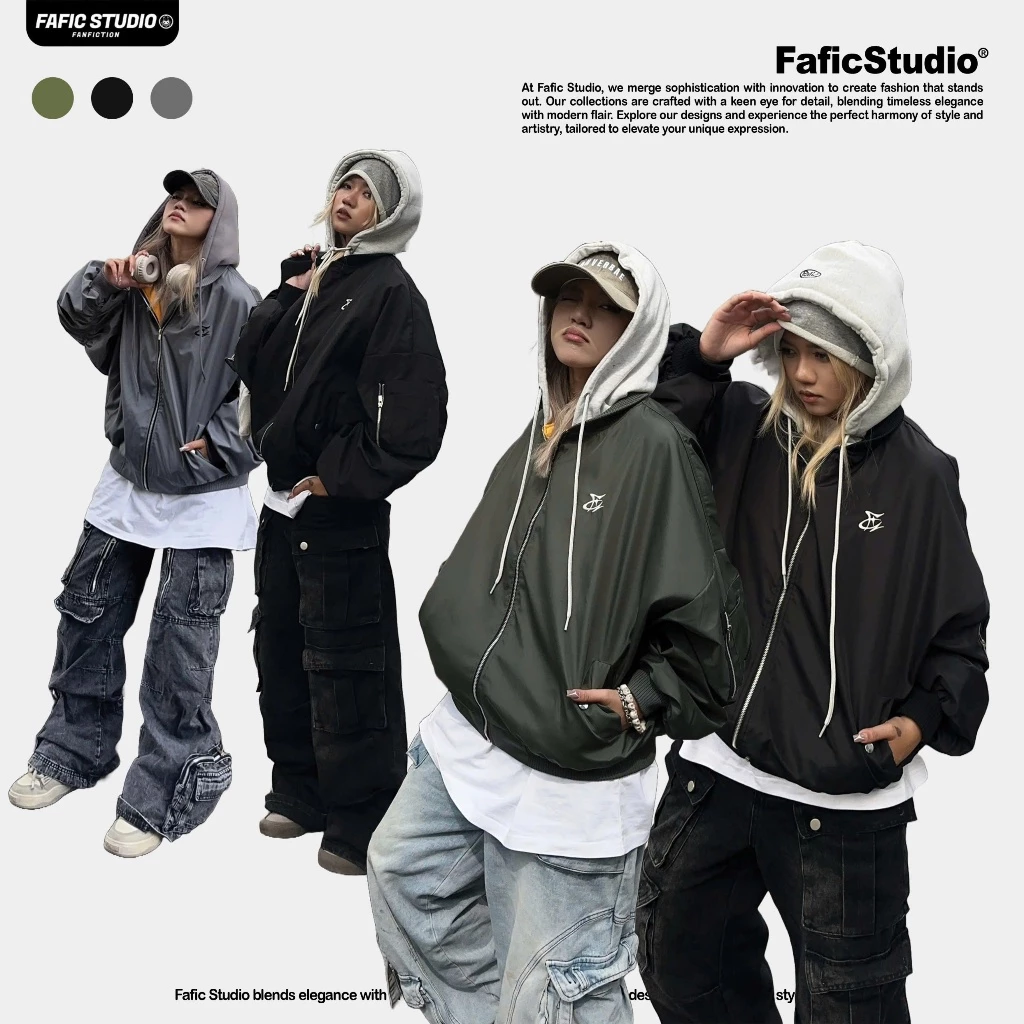 FAFIC STUDIO
FANFICTION
FaficStudio®
At Fafic Studio, we merge sophistication with innovation to create fashion that stands
out. Our collections are crafted with a keen eye for detail, blending timeless elegance
with modern flair. Explore our designs and experience the perfect harmony of style and
artistry, tailored to elevate your unique expression.
Fafic Studio blends elegance with
des
sty